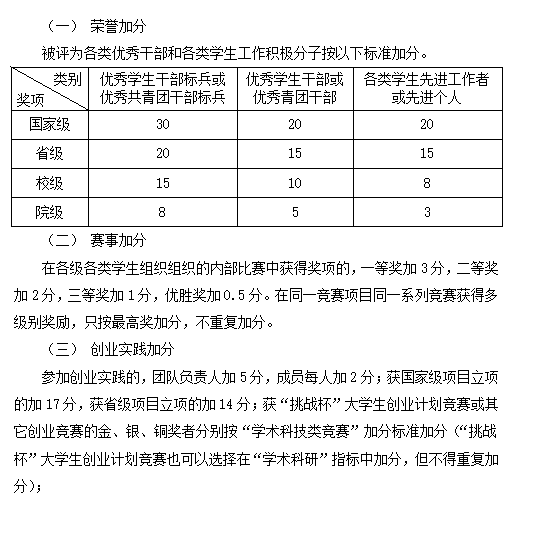 （一） 荣誉加分
被评为各类优秀干部和各类学生工作积极分子按以下标准加分。
类别
奖项
优秀学生干部标兵或
优秀共青团干部标兵
优秀学生干部或
优秀青团干部
各类学生先进工作者
或先进个人
国家级 30 20 20
省级 20 15 15
校级 15 10 8
院级 8 5 3
（二） 赛事加分
在各级各类学生组织组织的内部比赛中获得奖项的，一等奖加3分，二等奖
加2分，三等奖加1分，优胜奖加0.5分。在同一竞赛项目同一系列竞赛获得多
级别奖励，只按最高奖加分，不重复加分。
（三） 创业实践加分
参加创业实践的，团队负责人加5分，成员每人加2分；获国家级项目立项
的加17分，获省级项目立项的加14分；获“挑战杯”大学生创业计划竞赛或其
它创业竞赛的金、银、铜奖者分别按“学术科技类竞赛”加分标准加分（“挑战
杯”大学生创业计划竞赛也可以选择在“学术科研”指标中加分，但不得重复加
分）；